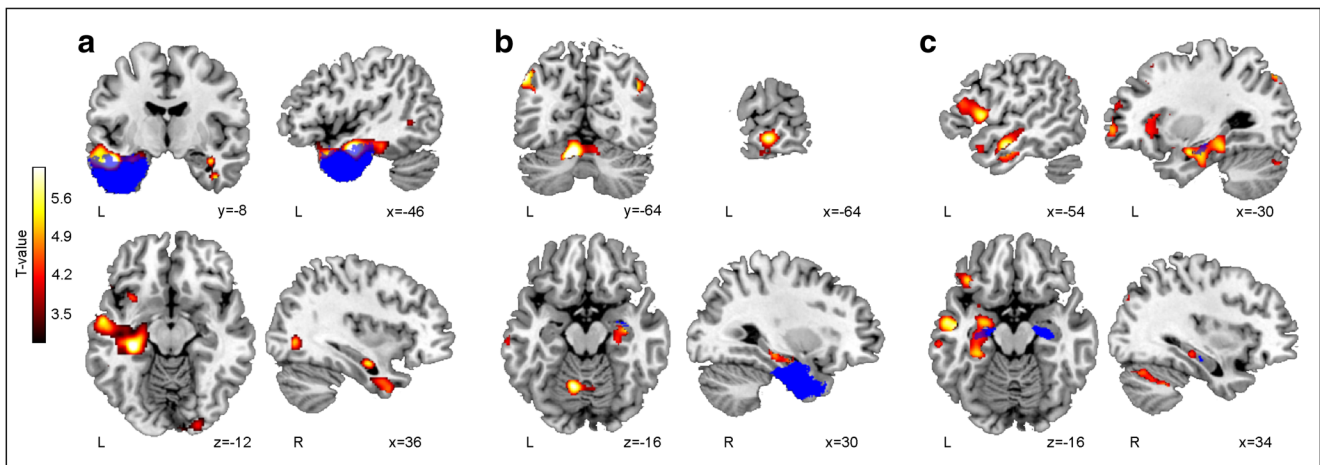 a
b
c
L y=-8
L x=-46
L y=-64
L x=-64
L x=-54
L x=-30
T-value
5.6
4.9
4.2
3.5
L z=-12
R x=36
L z=-16
R x=30
L z=-16
R x=34